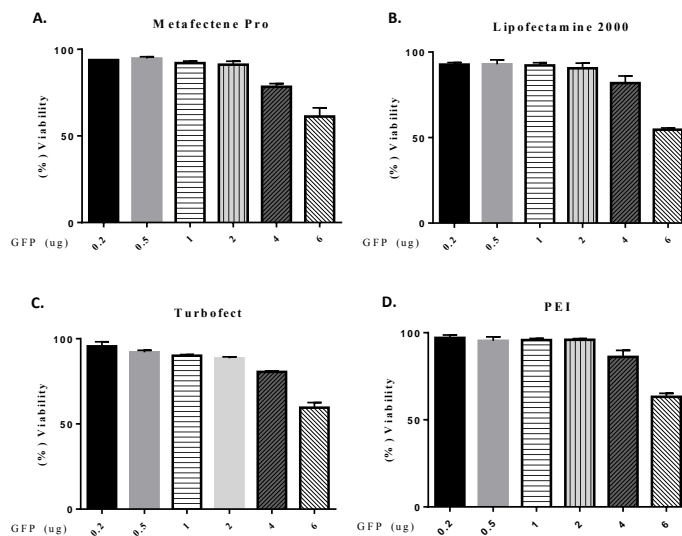 A.
Metafectene Pro
100
50
0
(%) Viability
GFP (ug)
0.2 0.5 1 2 4 6
B.
Lipofectamine 2000
100
50
0
(%) Viability
GFP (ug)
0.2 0.5 1 2 4 6
C.
Turbofect
100
50
0
(%) Viability
GFP (ug)
0.2 0.5 1 2 4 6
D.
PEI
100
50
0
(%) Viability
GFP (ug)
0.2 0.5 1 2 4 6